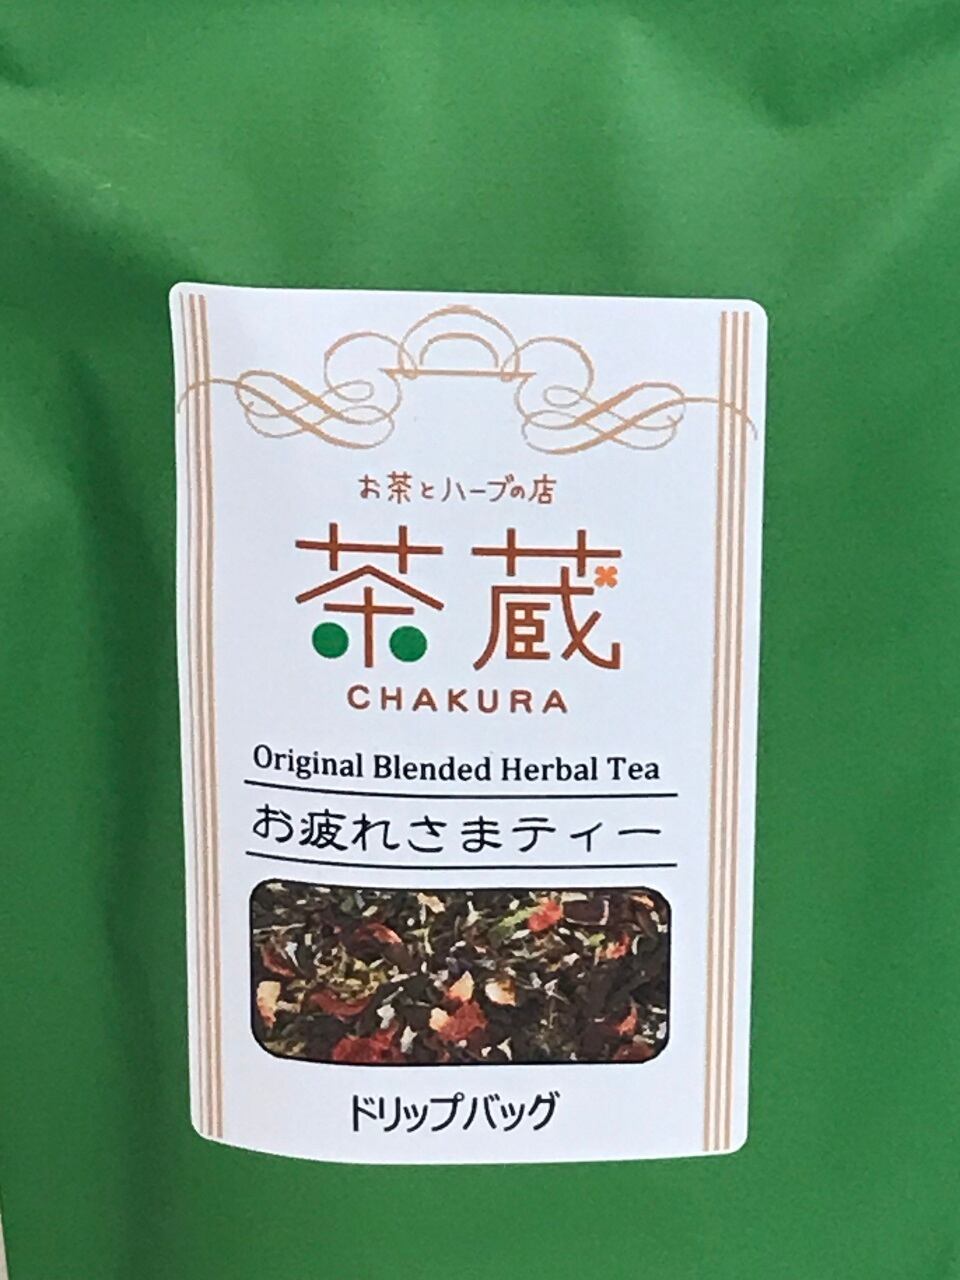 お茶とハーブの店
茶蔵
CHAKURA
Original Blended Herbal Tea
お疲れさまティー
ドリップバッグ